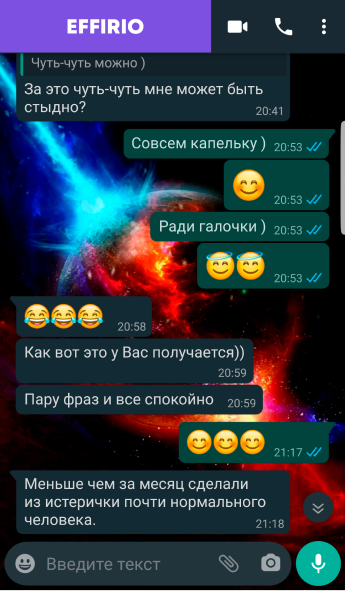 EFFIRIO
Чуть-чуть можно )
За это чуть-чуть мне может быть
стыдно?
20:41
Совсем капельку )
20:53
😊
20:53
Ради галочки )
20:53
😇😇
20:53
😂😂😂
20:58
Как вот это у Вас получается))
20:59
Пару фраз и все спокойно
20:59
😊😊😊
21:17
Меньше чем за месяц сделали
из истерички почти нормального
человека.
21:18
Введите текст